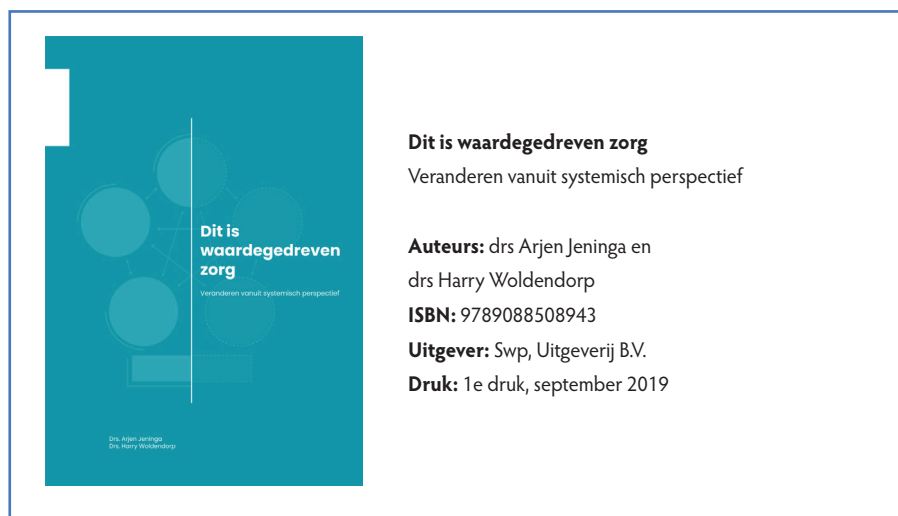 Dit is
waardegedreven
zorg
Veranderen vanuit systemisch perspectief
Drs. Arjen Jeninga
Drs. Harry Woldendorp
Dit is waardegedreven zorg
Veranderen vanuit systemisch perspectief
Auteurs: drs Arjen Jeninga en
drs Harry Woldendorp
ISBN: 9789088508943
Uitgever: Swp, Uitgeverij B.V.
Druk: 1e druk, september 2019